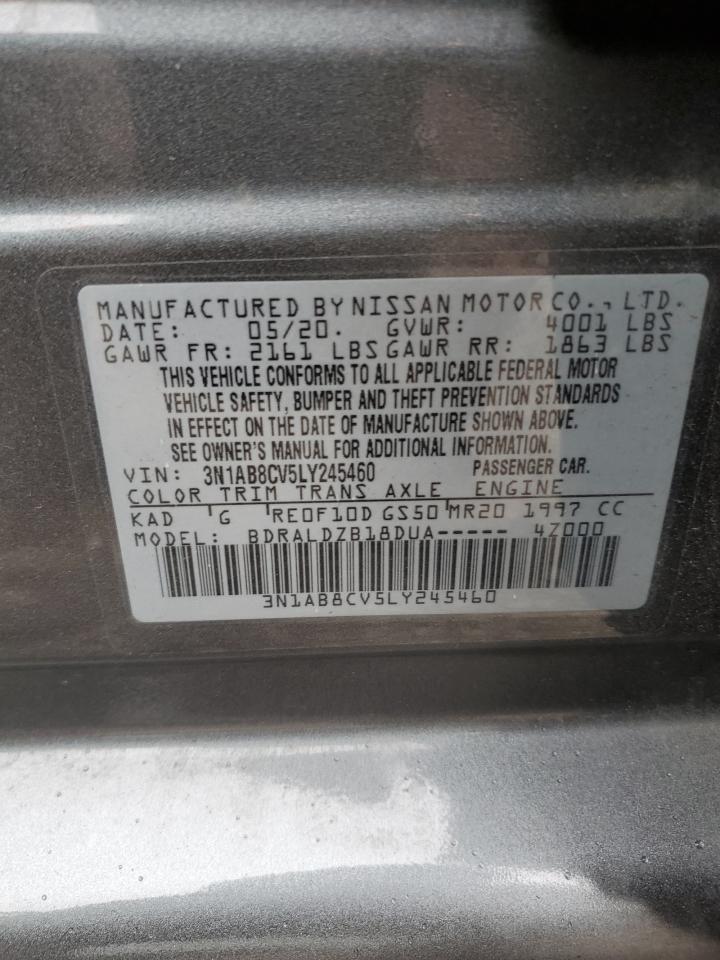 MANUFACTURED BY NISSAN MOTOR CO., LTD.
DATE: 05/20. GVWR: 4001 LBS
GAWR FR: 2161 LBS GAWR RR: 1863 LBS
THIS VEHICLE CONFORMS TO ALL APPLICABLE FEDERAL MOTOR
VEHICLE SAFETY, BUMPER AND THEFT PREVENTION STANDARDS
IN EFFECT ON THE DATE OF MANUFACTURE SHOWN ABOVE.
SEE OWNER'S MANUAL FOR ADDITIONAL INFORMATION.
VIN: 3N1AB8CV5LY245460 PASSENGER CAR.
COLOR TRIM TRANS AXLE ENGINE
KAD G RE0F10D GS50 MR20 1997 CC
MODEL: BDRALDZB18DUA----- 4Z000
3N1AB8CV5LY245460